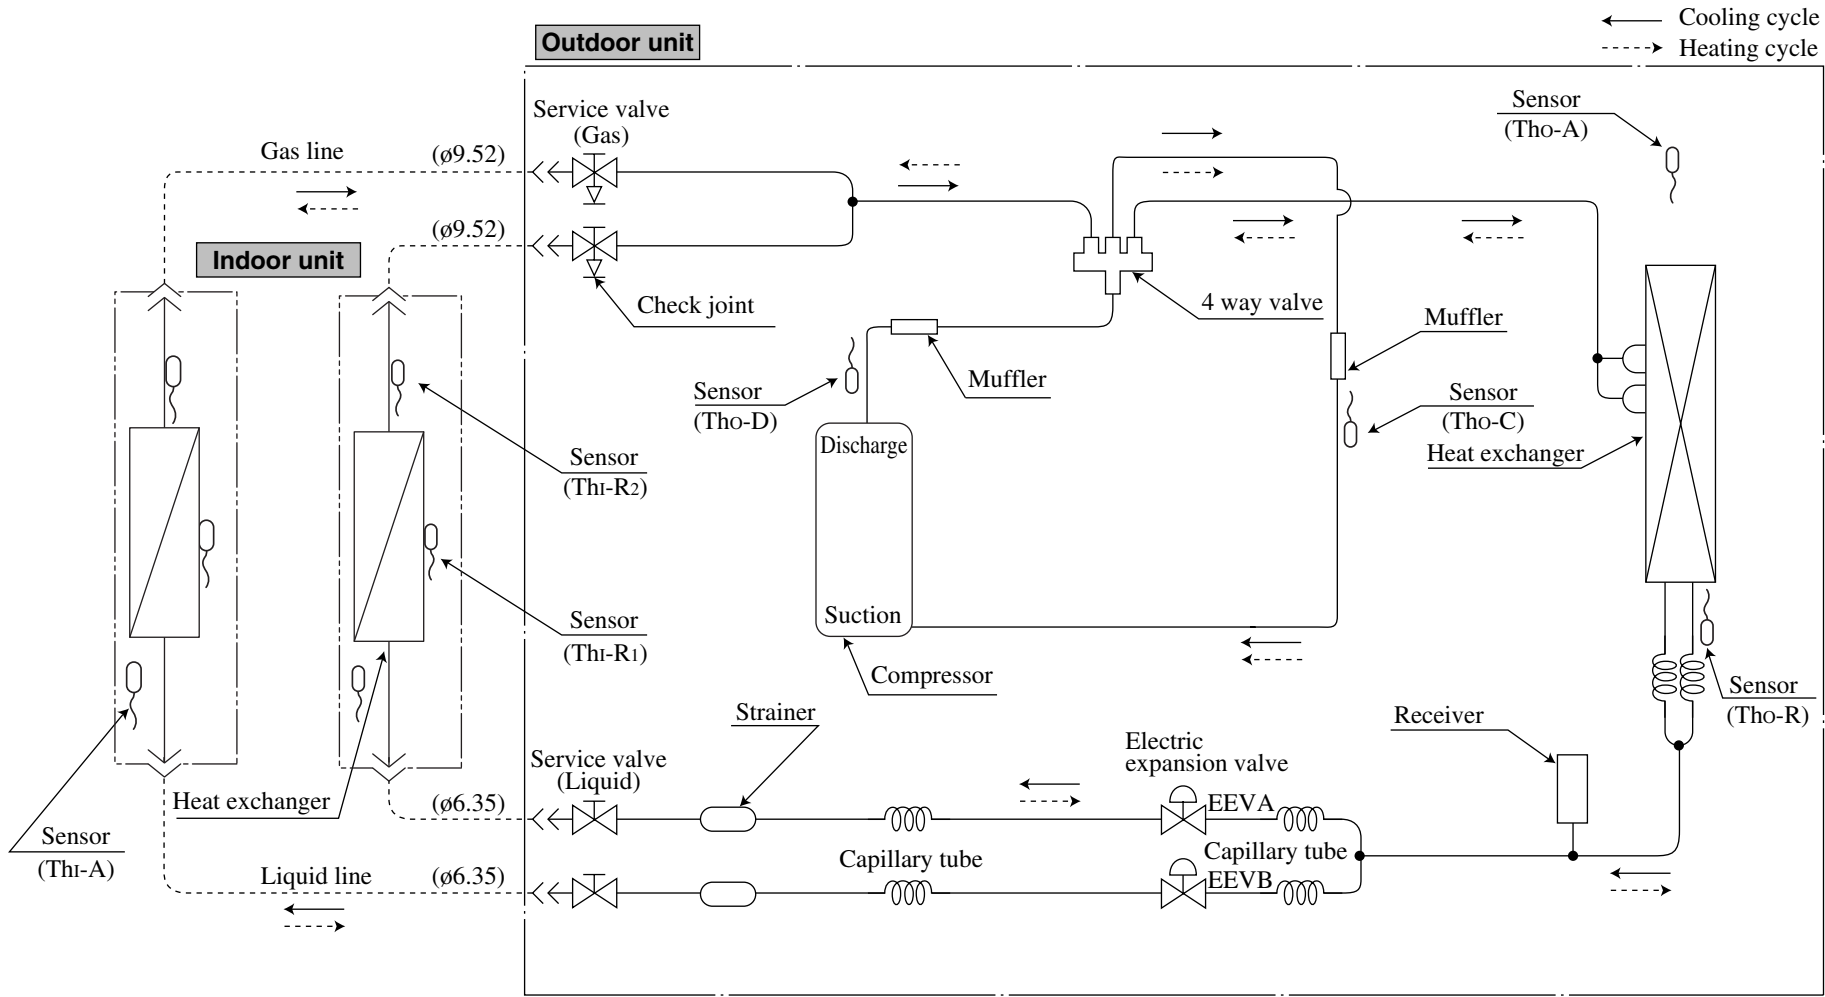 Outdoor unit
Cooling cycle
Heating cycle
Service valve
(Gas)
Sensor
(Tho-A)
Gas line
(ø9.52)
(ø9.52)
Indoor unit
Check joint
4 way valve
Muffler
Muffler
Sensor
(Tho-D)
Sensor
(Tho-C)
Heat exchanger
Discharge
Sensor
(ThI-R2)
Suction
Sensor
(ThI-R1)
Compressor
Sensor
(Tho-R)
Strainer
Receiver
Service valve
(Liquid)
Electric
expansion valve
Heat exchanger
(ø6.35)
EEVA
Sensor
(ThI-A)
Capillary tube
Capillary tube
Liquid line
(ø6.35)
EEVB